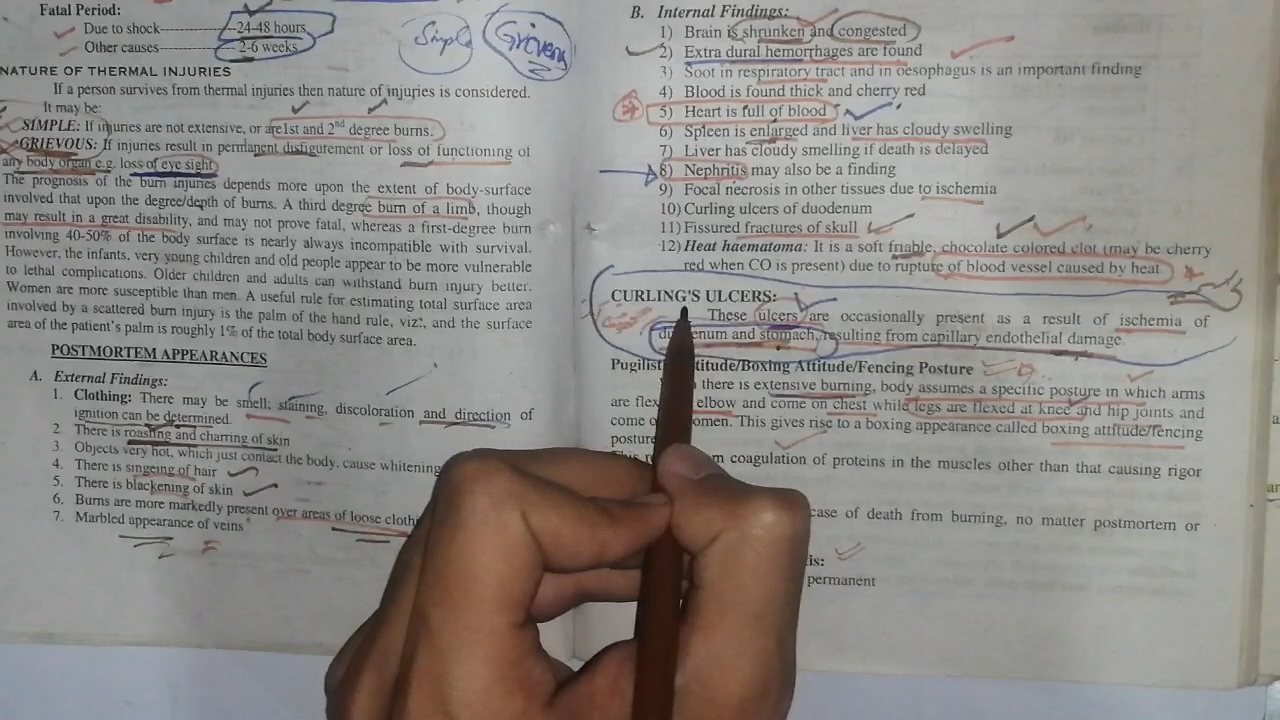 Fatal Period:
Due to shock----------------24-48 hours
Other causes---------------2-6 weeks
Simple
NATURE OF THERMAL INJURIES
If a person survives from thermal injuries then nature of injuries is considered.
It may be:
SIMPLE: If injuries are not extensive, or are1st and 2nd degree burns.
GRIEVOUS: If injuries result in permanent disfigutement or loss of functioning of
any body organ e.g. loss of eye sight
The prognosis of the burn injuries depends more upon the extent of body-surface
involved that upon the degree/depth of burns. A third degree burn of a limb, though
may result in a great disability, and may not prove fatal, whereas a first-degree burn
involving 40-50% of the body surface is nearly always incompatible with survival.
However, the infants, very young children and old people appear to be more vulnerable
to lethal complications. Older children and adults can withstand burn injury better.
Women are more susceptible than men. A useful rule for estimating total surface area
involved by a scattered burn injury is the palm of the hand rule, viz:, and the surface
area of the patient's palm is roughly 1% of the total body surface area.
POSTMORTEM APPEARANCES
A. External Findings:
1. Clothing: There may be smell; staining, discoloration and direction of
ignition can be determined.
2. There is roasting and charring of skin
3. Objects very hot, which just contact the body, cause whitening
4. There is singeing of hair
5. There is blackening of skin
6. Burns are more markedly present over areas of loose
7. Marbled appearance of veins
B. Internal Findings:
1) Brain is shrunken and congested
2) Extra dural hemorrhages are found
3) Soot in respiratory tract and in oesophagus is an important finding
4) Blood is found thick and cherry red
5) Heart is full of blood
6) Spleen is enlarged and liver has cloudy swelling
7) Liver has cloudy smelling if death is delayed
8) Nephritis may also be a finding
9) Focal necrosis in other tissues due to ischemia
10) Curling ulcers of duodenum
11) Fissured fractures of skull
12) Heat haematoma: It is a soft friable, chocolate colored clot (may be cherry
red when CO is present) due to rupture of blood vessel caused by heat
CURLING'S ULCERS:
These ulcers are occasionally present as a result of ischemia of
and stomach, resulting from capillary endothelial damage.
Attitude/Boxing Attitude/Fencing Posture
there is extensive burning, body assumes a specific posture in which arms
are elbow and come on chest while legs are flexed at knee and hip joints and
come This gives rise to a boxing appearance called boxing attitude/fencing
posture
coagulation of proteins in the muscles other than that causing rigor
case of death from burning, no matter postmortem or
permanent